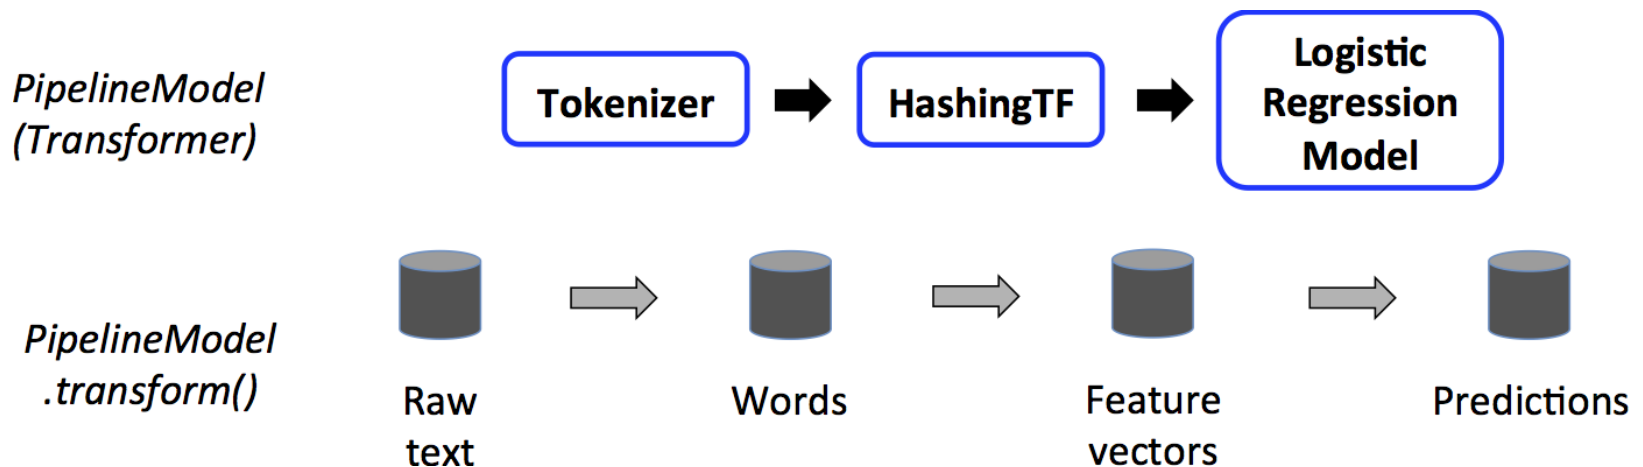 PipelineModel
(Transformer)
Tokenizer
HashingTF
Logistic
Regression
Model
PipelineModel
.transform()
Raw
text
Words
Feature
vectors
Predictions